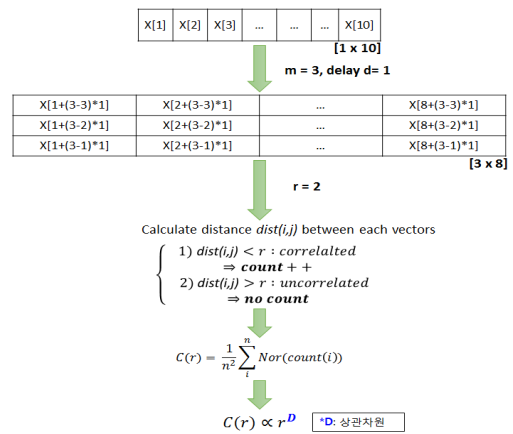 X[1] X[2] X[3] ... ... ... X[10]
[1 x 10]
m = 3, delay d= 1
X[1+(3-3)*1] X[2+(3-3)*1] ... X[8+(3-3)*1]
X[1+(3-2)*1] X[2+(3-2)*1] ... X[8+(3-2)*1]
X[1+(3-1)*1] X[2+(3-1)*1] ... X[8+(3-1)*1]
[3 x 8]
r = 2
Calculate distance dist(i,j) between each vectors
1) dist(i,j) < r : correlalted
⇒ count + +
2) dist(i,j) > r : uncorrelated
⇒ no count
C(r) = 1/n² ∑ᵢⁿ Nor(count(i))
C(r) ∝ r^D *D: 상관차원